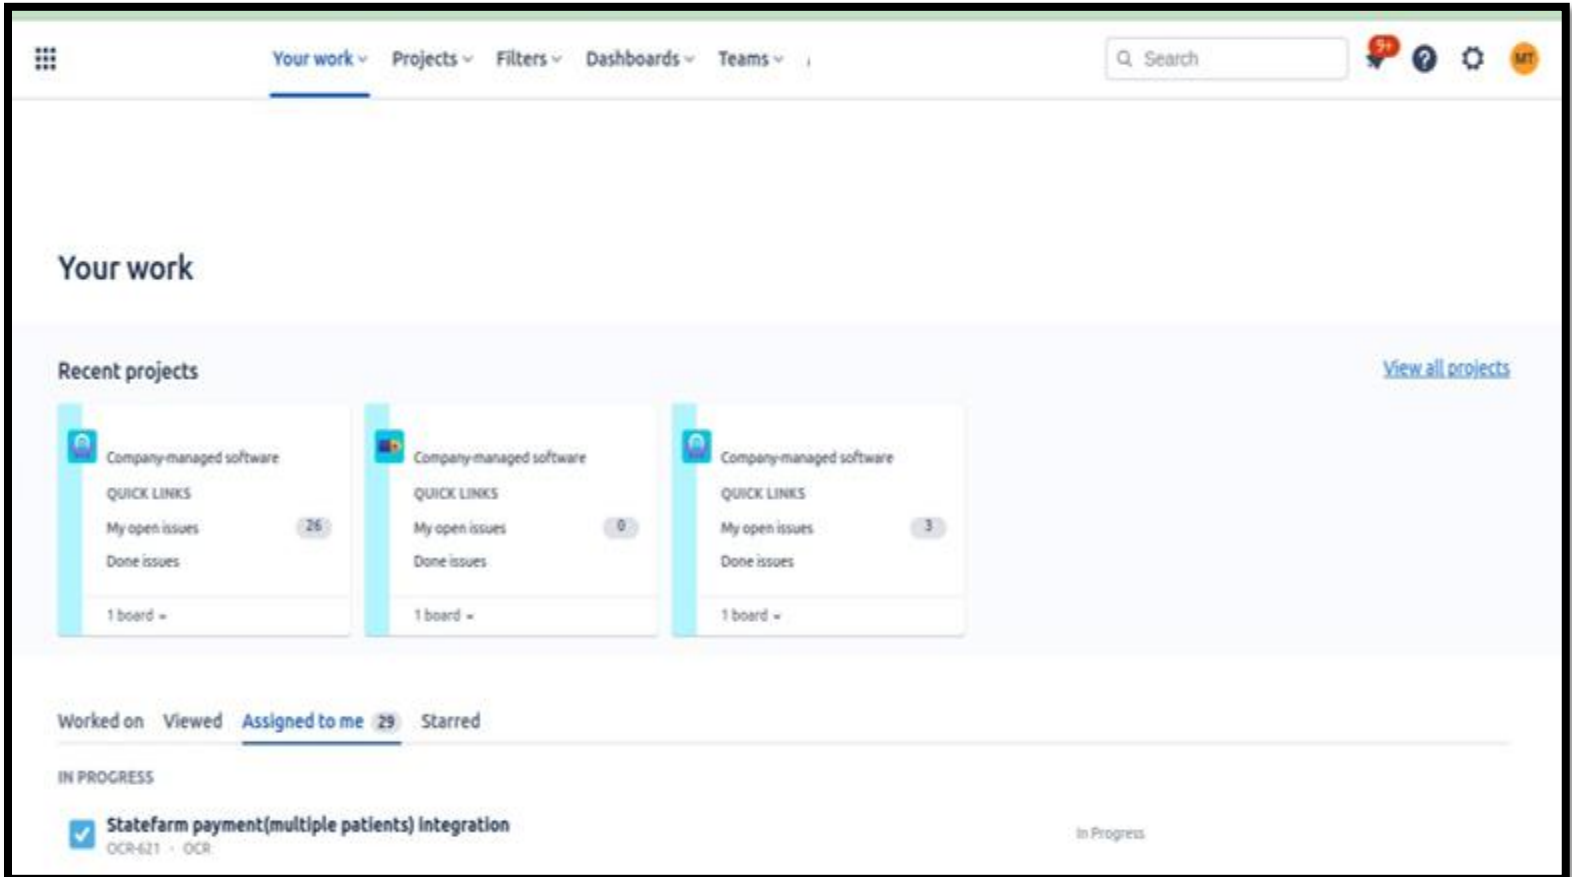 Your work Projects Filters Dashboards Teams Search 9+ MT
Your work
Recent projects View all projects
Company-managed software Company-managed software Company-managed software
QUICK LINKS QUICK LINKS QUICK LINKS
My open issues 26 My open issues 0 My open issues 3
Done issues Done issues Done issues
1 board 1 board 1 board
Worked on Viewed Assigned to me 29 Starred
IN PROGRESS
Statefarm payment(multiple patients) integration In Progress
OCR-621 · OCR